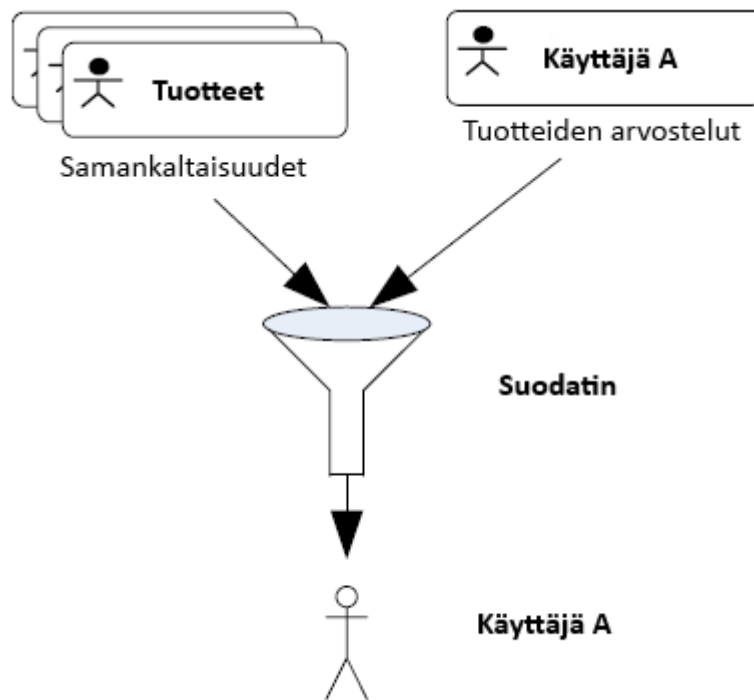 Tuotteet
Käyttäjä A
Samankaltaisuudet
Tuotteiden arvostelut
Suodatin
Käyttäjä A